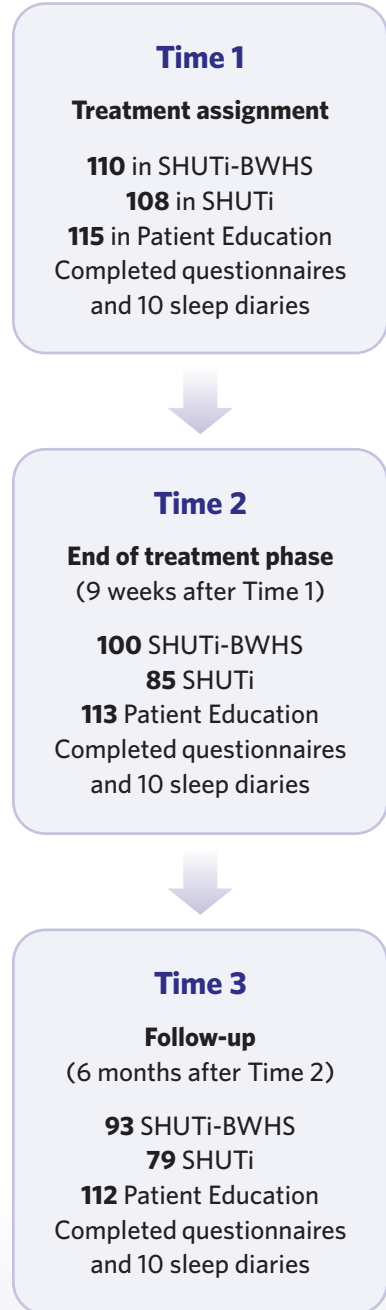 Time 1
Treatment assignment
110 in SHUTi-BWHS
108 in SHUTi
115 in Patient Education
Completed questionnaires
and 10 sleep diaries
Time 2
End of treatment phase
(9 weeks after Time 1)
100 SHUTi-BWHS
85 SHUTi
113 Patient Education
Completed questionnaires
and 10 sleep diaries
Time 3
Follow-up
(6 months after Time 2)
93 SHUTi-BWHS
79 SHUTi
112 Patient Education
Completed questionnaires
and 10 sleep diaries